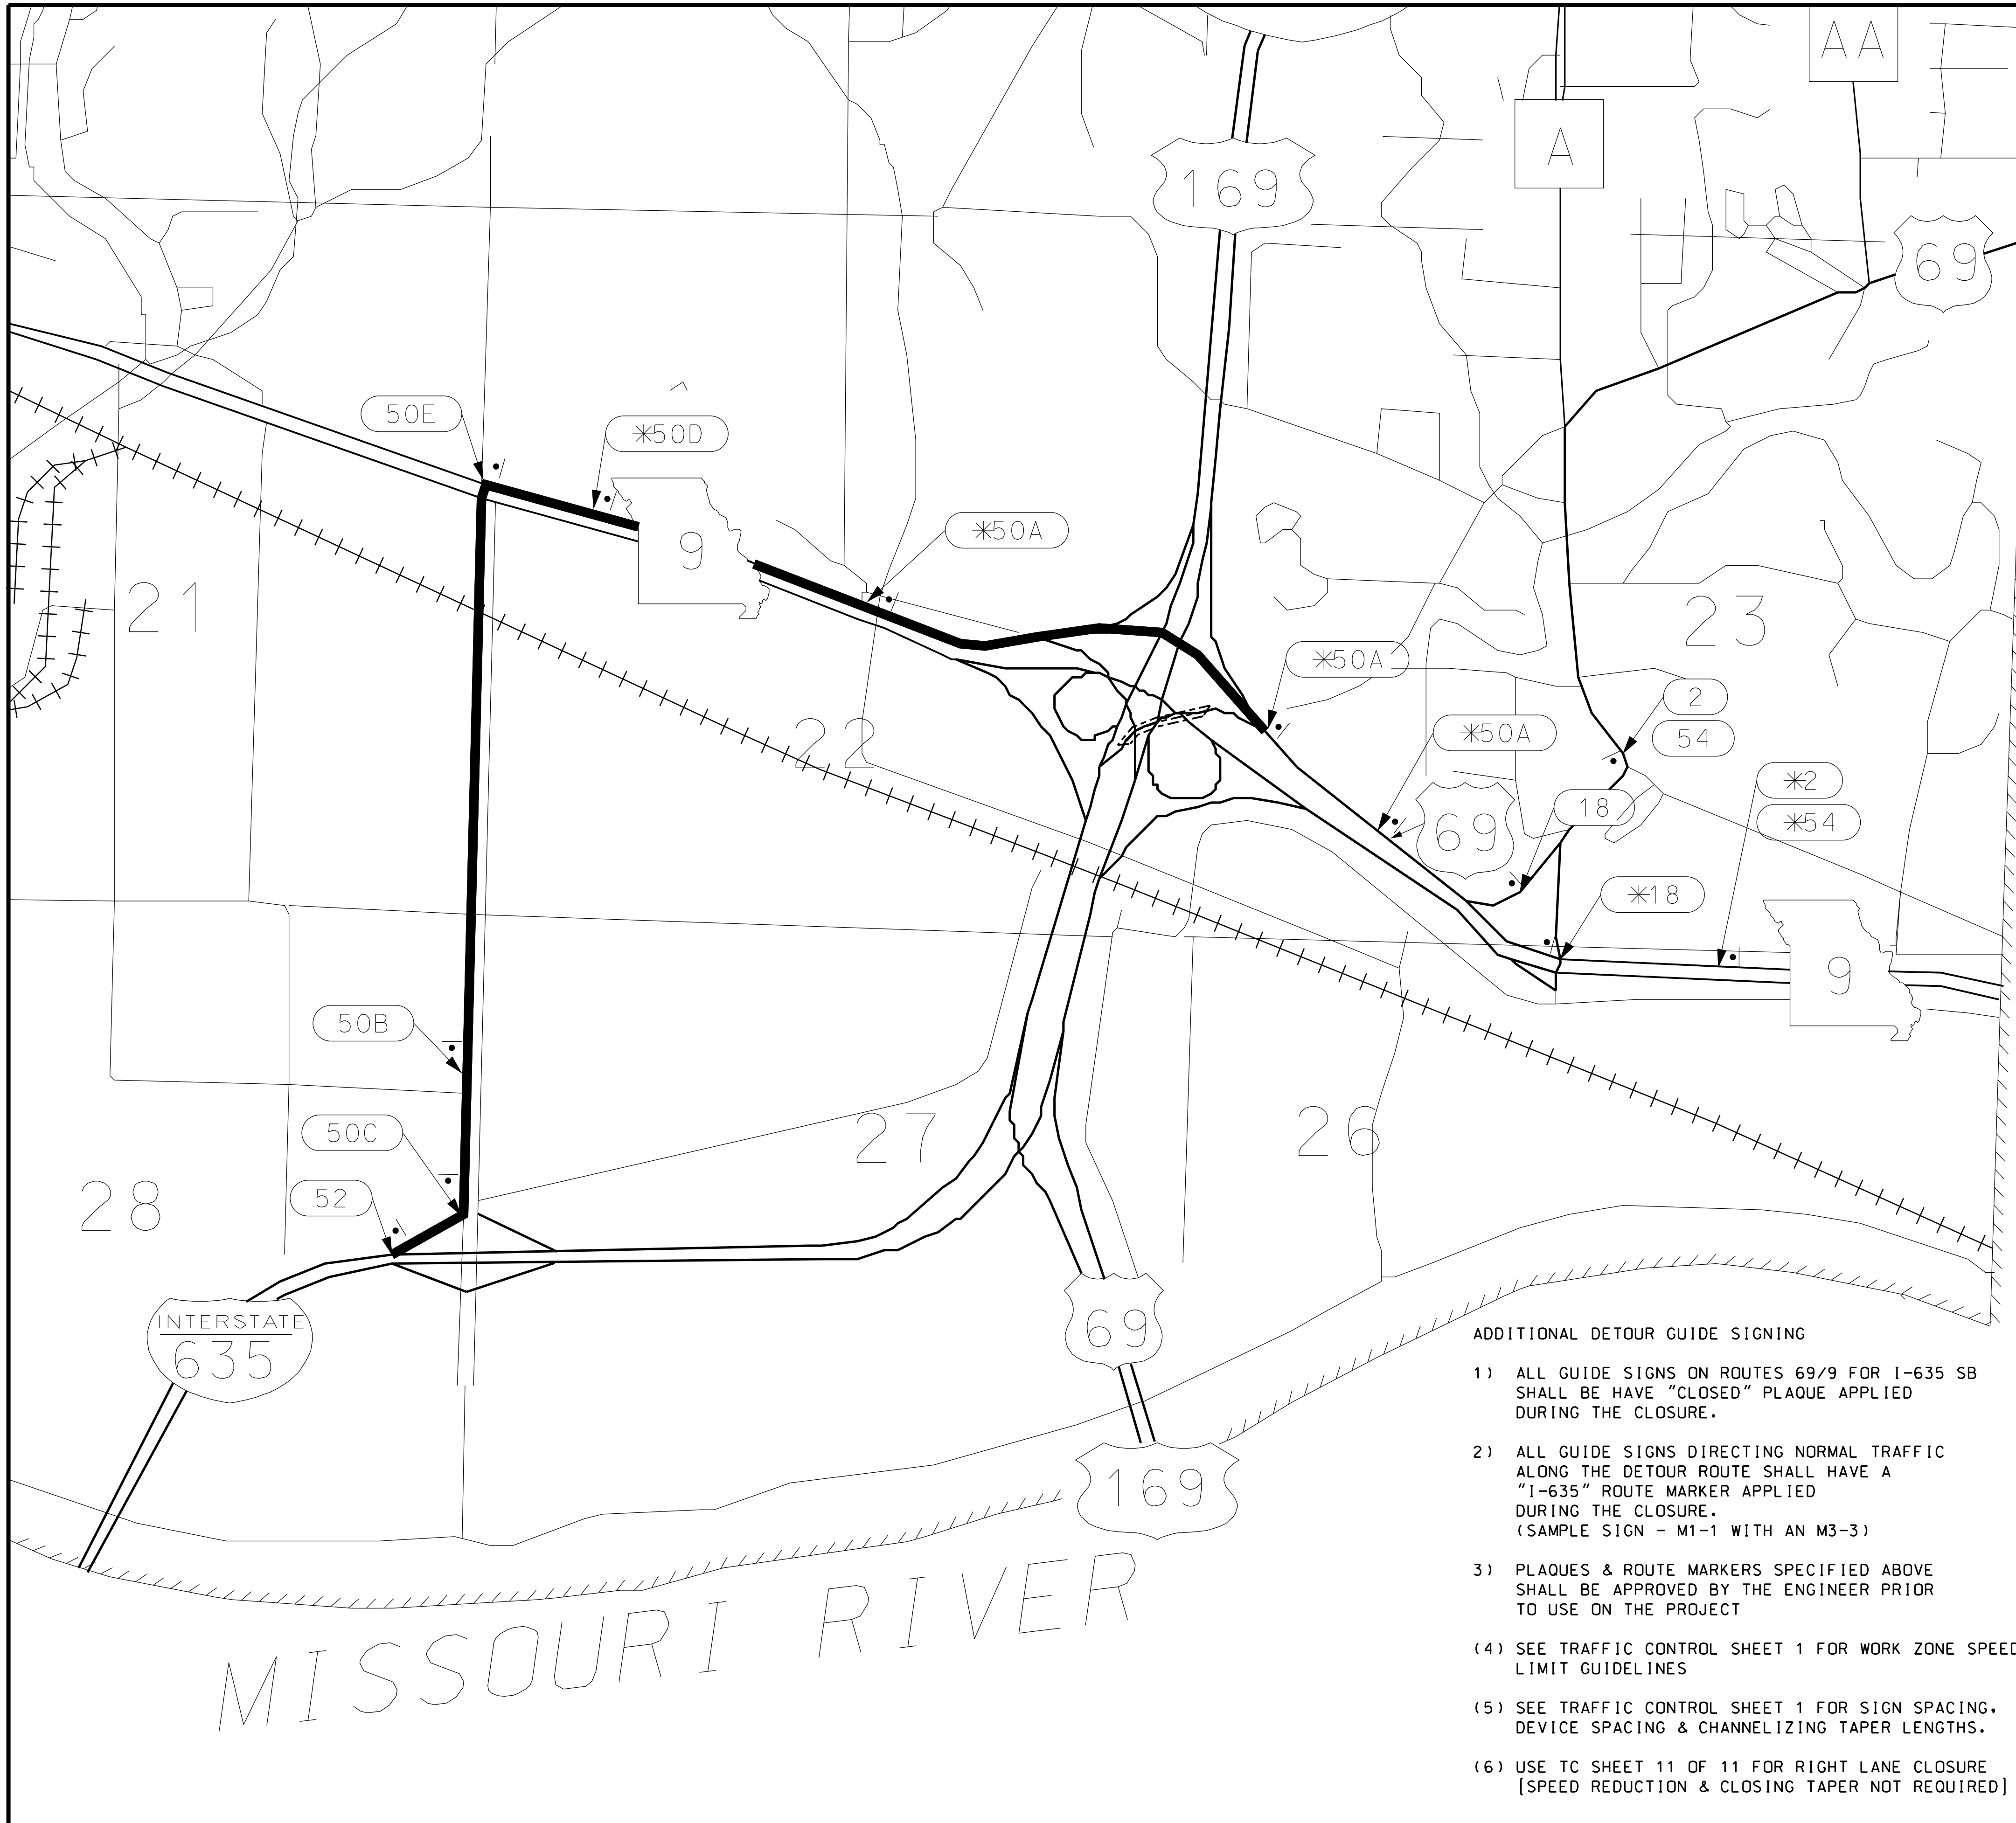 AA
A
169
69
50E
*50D
9
*50A
21
23
*50A
2
54
*50A
22
*2
*54
69
18
*18
9
50B
50C
27
26
28
52
INTERSTATE
635
69
169
MISSOURI RIVER
ADDITIONAL DETOUR GUIDE SIGNING
1) ALL GUIDE SIGNS ON ROUTES 69/9 FOR I-635 SB
SHALL BE HAVE "CLOSED" PLAQUE APPLIED
DURING THE CLOSURE.
2) ALL GUIDE SIGNS DIRECTING NORMAL TRAFFIC
ALONG THE DETOUR ROUTE SHALL HAVE A
"I-635" ROUTE MARKER APPLIED
DURING THE CLOSURE.
(SAMPLE SIGN - M1-1 WITH AN M3-3)
3) PLAQUES & ROUTE MARKERS SPECIFIED ABOVE
SHALL BE APPROVED BY THE ENGINEER PRIOR
TO USE ON THE PROJECT
(4) SEE TRAFFIC CONTROL SHEET 1 FOR WORK ZONE SPEED
LIMIT GUIDELINES
(5) SEE TRAFFIC CONTROL SHEET 1 FOR SIGN SPACING,
DEVICE SPACING & CHANNELIZING TAPER LENGTHS.
(6) USE TC SHEET 11 OF 11 FOR RIGHT LANE CLOSURE
[SPEED REDUCTION & CLOSING TAPER NOT REQUIRED]